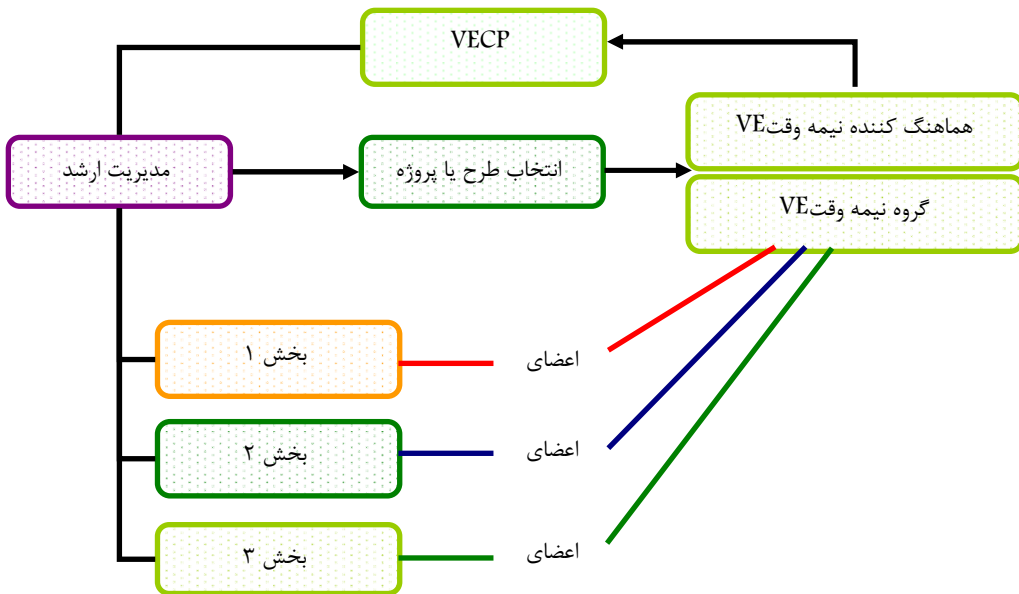 VECP
هماهنگ کننده نیمه وقتVE
مدیریت ارشد
انتخاب طرح یا پروژه
گروه نیمه وقتVE
بخش ۱
اعضای
بخش ۲
اعضای
بخش ۳
اعضای